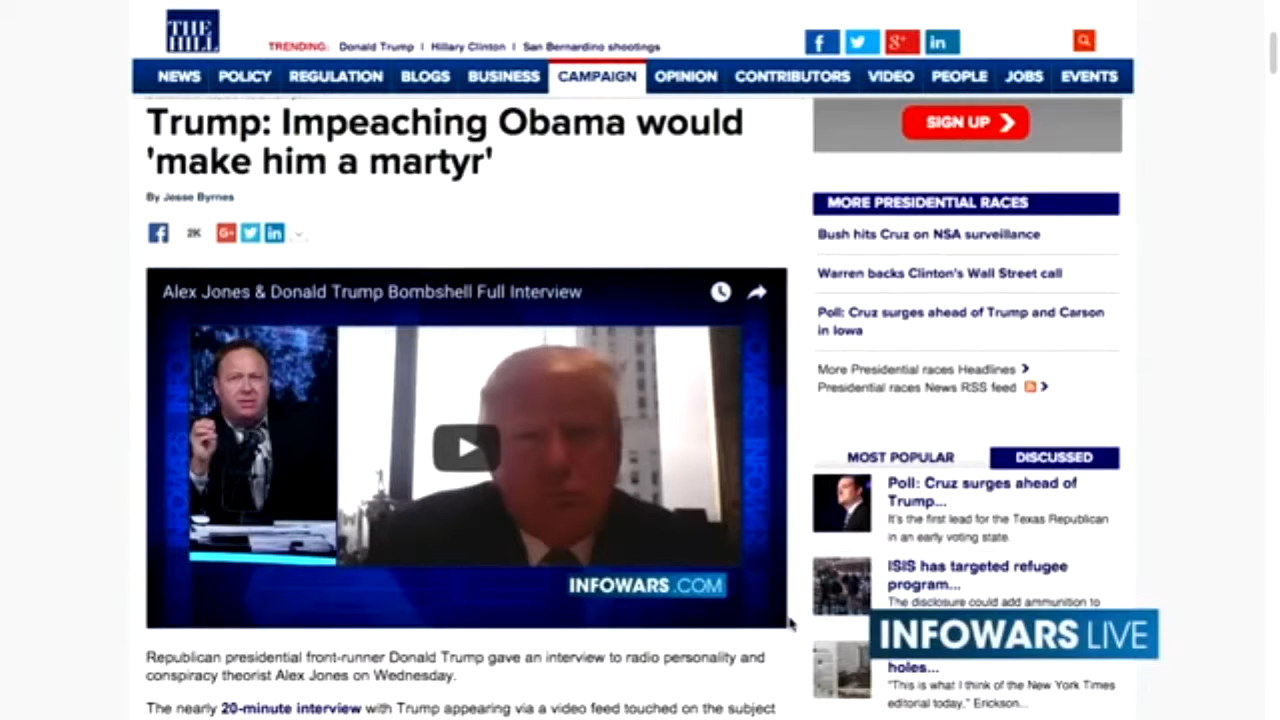 THE
HILL
TRENDING: Donald Trump | Hillary Clinton | San Bernardino shootings
NEWS POLICY REGULATION BLOGS BUSINESS CAMPAIGN OPINION CONTRIBUTORS VIDEO PEOPLE JOBS EVENTS
Trump: Impeaching Obama would
'make him a martyr'
By Jesse Byrnes
2K
Alex Jones & Donald Trump Bombshell Full Interview
INFOWARS
INFOWARS
INFOWARS.COM
Republican presidential front-runner Donald Trump gave an interview to radio personality and
conspiracy theorist Alex Jones on Wednesday.
The nearly 20-minute interview with Trump appearing via a video feed touched on the subject
SIGN UP
MORE PRESIDENTIAL RACES
Bush hits Cruz on NSA surveillance
Warren backs Clinton's Wall Street call
Poll: Cruz surges ahead of Trump and Carson
in Iowa
More Presidential races Headlines
Presidential races News RSS feed
MOST POPULAR DISCUSSED
Poll: Cruz surges ahead of
Trump...
It's the first lead for the Texas Republican
in an early voting state.
ISIS has targeted refugee
program...
The disclosure could add ammunition to
INFOWARS LIVE
holes...
"This is what I think of the New York Times
editorial today," Erickson...